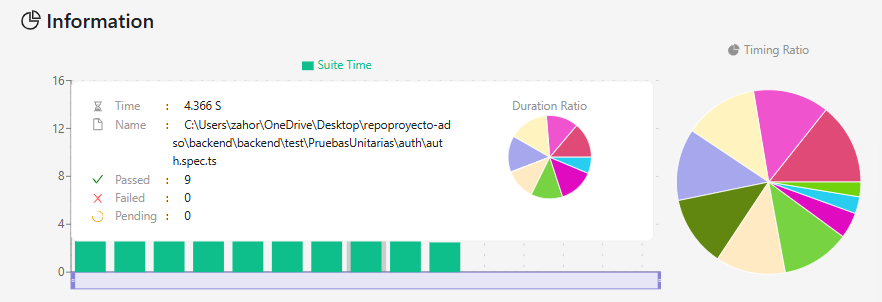 Information
Suite Time
Timing Ratio
16
12
8
4
0
Time : 4.366 S
Name : C:\Users\zahor\OneDrive\Desktop\repoproyecto-ad
so\backend\backend\test\PruebasUnitarias\auth\aut
h.spec.ts
Passed : 9
Failed : 0
Pending : 0
Duration Ratio